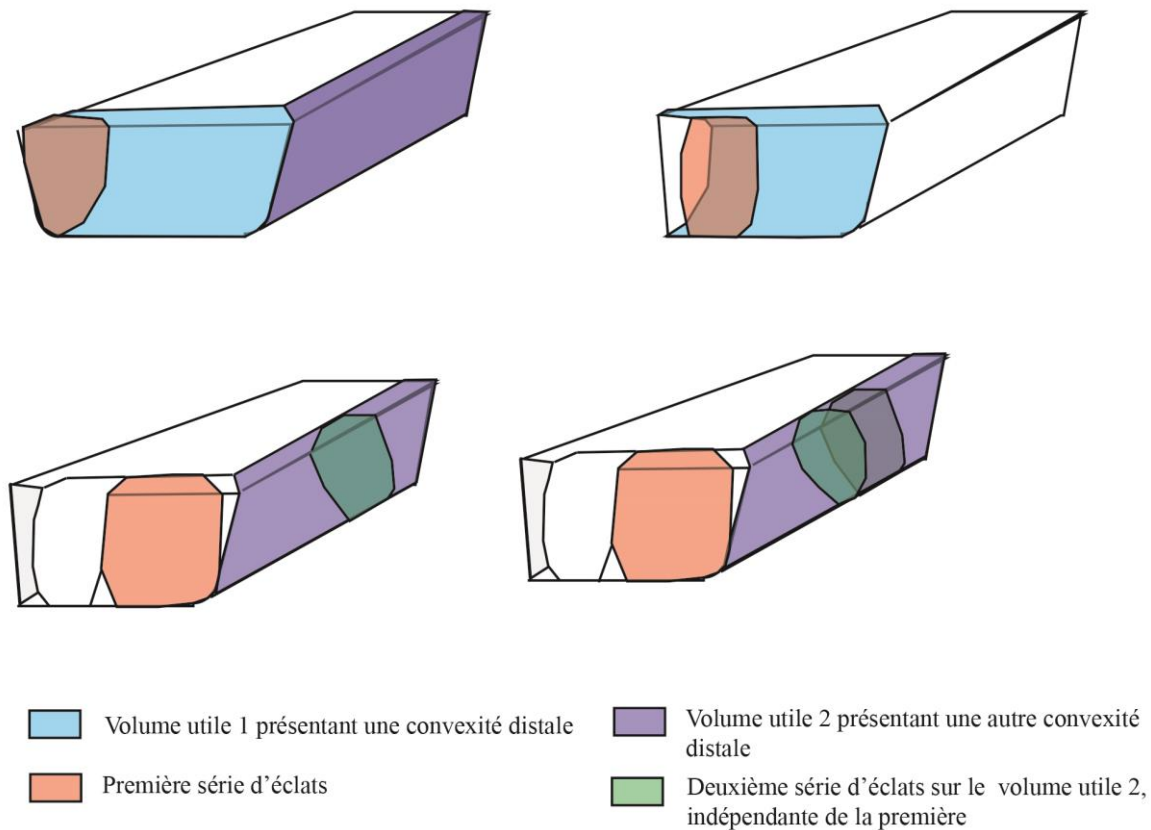 Volume utile 1 présentant une convexité distale
Première série d'éclats
Volume utile 2 présentant une autre convexité
distale
Deuxième série d'éclats sur le volume utile 2,
indépendante de la première